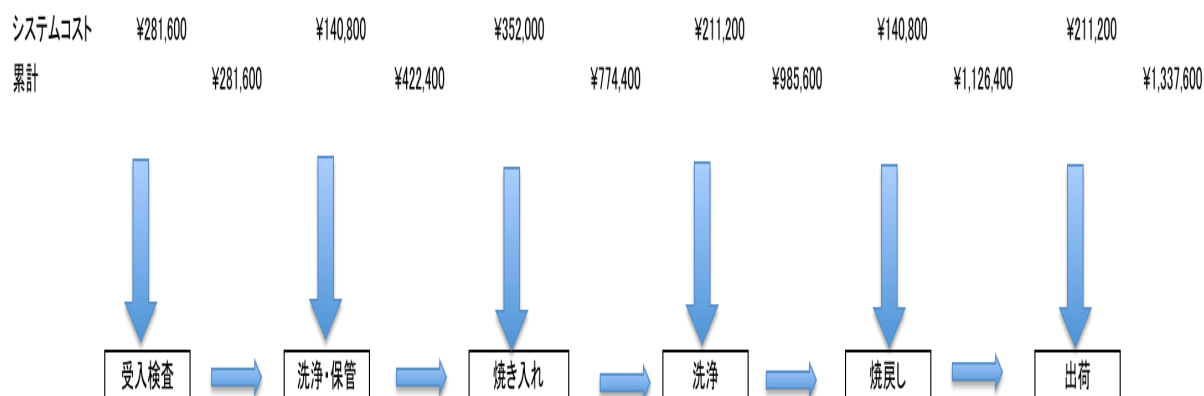 システムコスト ¥281,600 ¥140,800 ¥352,000 ¥211,200 ¥140,800 ¥211,200
累計 ¥281,600 ¥422,400 ¥774,400 ¥985,600 ¥1,126,400 ¥1,337,600
受入検査 洗浄・保管 焼き入れ 洗浄 焼戻し 出荷